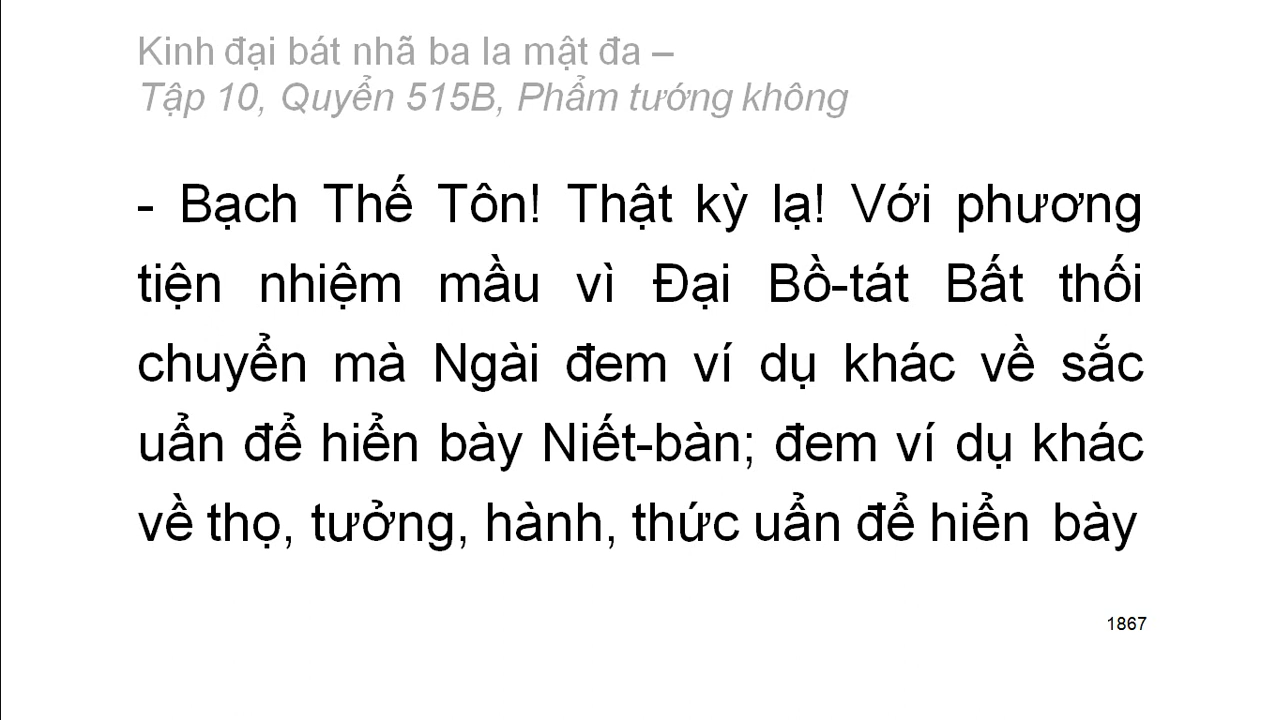 Kinh đại bát nhã ba la mật đa –
Tập 10, Quyển 515B, Phẩm tướng không
- Bạch Thế Tôn! Thật kỳ lạ! Với phương
tiện nhiệm mầu vì Đại Bồ-tát Bất thối
chuyển mà Ngài đem ví dụ khác về sắc
uẩn để hiển bày Niết-bàn; đem ví dụ khác
về thọ, tưởng, hành, thức uẩn để hiển bày
1867